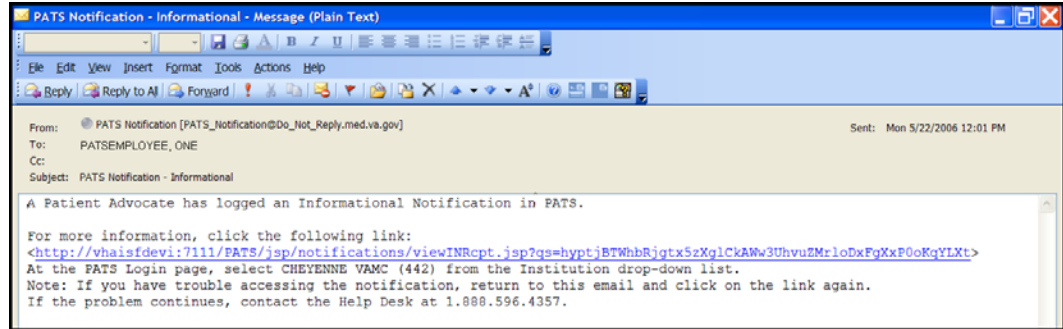 PATS Notification - Informational - Message (Plain Text)
A B I U
File Edit View Insert Format Tools Actions Help
Reply Reply to All Forward
From: PATS Notification [PATS_Notification@Do_Not_Reply.med.va.gov] Sent: Mon 5/22/2006 12:01 PM
To: PATSEMPLOYEE, ONE
Cc:
Subject: PATS Notification - Informational
A Patient Advocate has logged an Informational Notification in PATS.
For more information, click the following link:
<http://vhaisfdevi:7111/PATS/jsp/notifications/viewINRcpt.jsp?qs=hyptjBTWhbRjgtx5zXglCkAWw3UhvuZMrloDxFgXxP0oKqYLXt>
At the PATS Login page, select CHEYENNE VAMC (442) from the Institution drop-down list.
Note: If you have trouble accessing the notification, return to this email and click on the link again.
If the problem continues, contact the Help Desk at 1.888.596.4357.